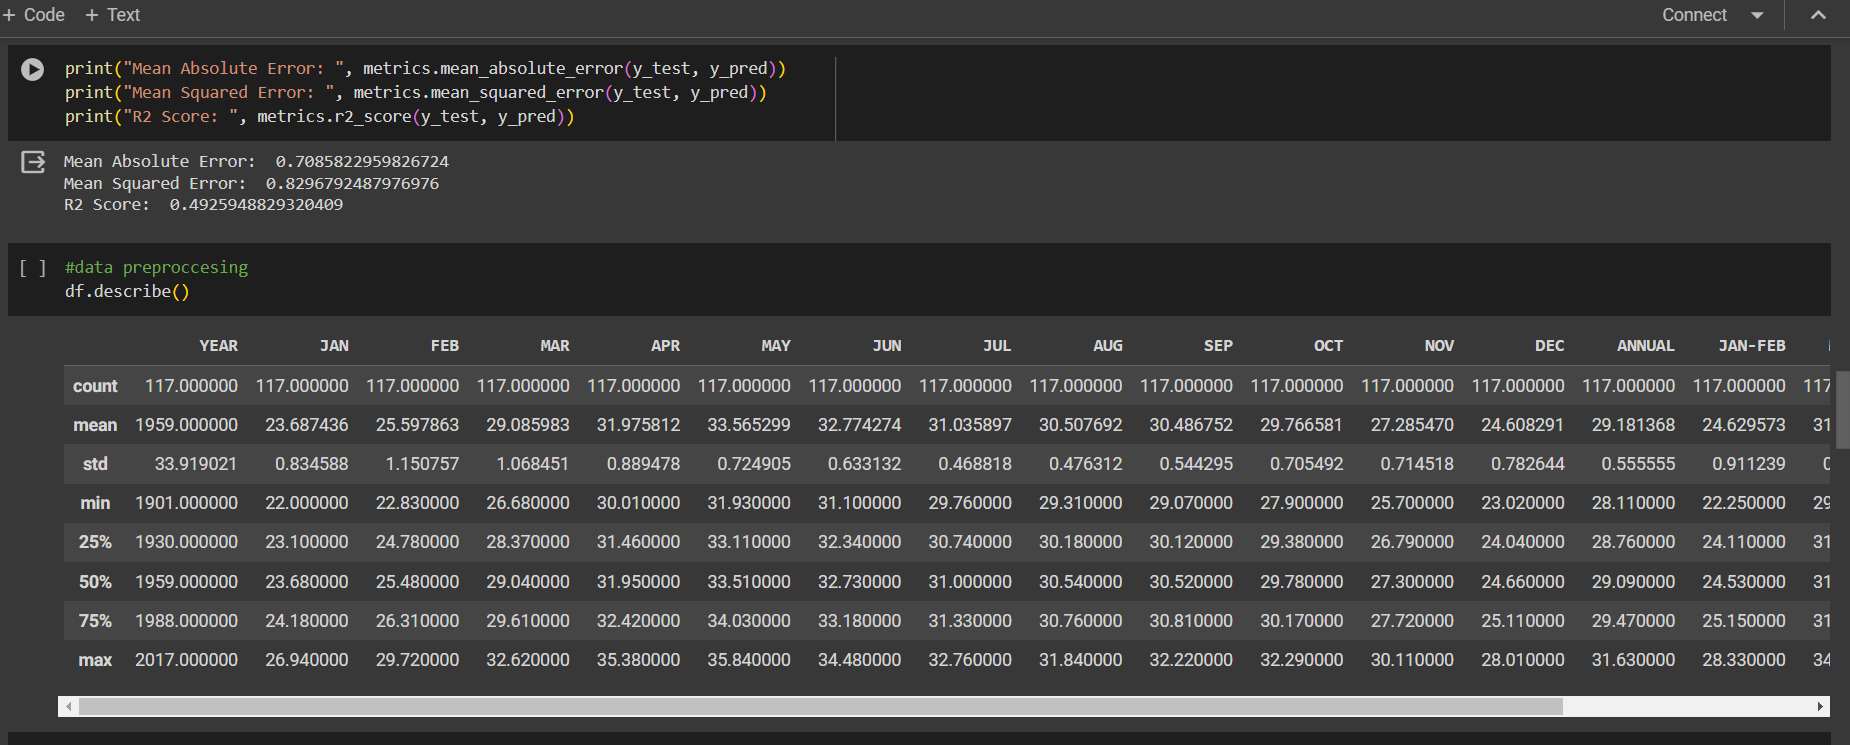 + Code + Text Connect
print("Mean Absolute Error: ", metrics.mean_absolute_error(y_test, y_pred))
print("Mean Squared Error: ", metrics.mean_squared_error(y_test, y_pred))
print("R2 Score: ", metrics.r2_score(y_test, y_pred))
Mean Absolute Error:  0.7085822959826724
Mean Squared Error:  0.8296792487976976
R2 Score:  0.4925948829320409
[ ] #data preproccesing
df.describe()
YEAR JAN FEB MAR APR MAY JUN JUL AUG SEP OCT NOV DEC ANNUAL JAN-FEB
count 117.000000 117.000000 117.000000 117.000000 117.000000 117.000000 117.000000 117.000000 117.000000 117.000000 117.000000 117.000000 117.000000 117.000000 117.000000 117
mean 1959.000000 23.687436 25.597863 29.085983 31.975812 33.565299 32.774274 31.035897 30.507692 30.486752 29.766581 27.285470 24.608291 29.181368 24.629573 31
std 33.919021 0.834588 1.150757 1.068451 0.889478 0.724905 0.633132 0.468818 0.476312 0.544295 0.705492 0.714518 0.782644 0.555555 0.911239
min 1901.000000 22.000000 22.830000 26.680000 30.010000 31.930000 31.100000 29.760000 29.310000 29.070000 27.900000 25.700000 23.020000 28.110000 22.250000 29
25% 1930.000000 23.100000 24.780000 28.370000 31.460000 33.110000 32.340000 30.740000 30.180000 30.120000 29.380000 26.790000 24.040000 28.760000 24.110000 31
50% 1959.000000 23.680000 25.480000 29.040000 31.950000 33.510000 32.730000 31.000000 30.540000 30.520000 29.780000 27.300000 24.660000 29.090000 24.530000 31
75% 1988.000000 24.180000 26.310000 29.610000 32.420000 34.030000 33.180000 31.330000 30.760000 30.810000 30.170000 27.720000 25.110000 29.470000 25.150000 31
max 2017.000000 26.940000 29.720000 32.620000 35.380000 35.840000 34.480000 32.760000 31.840000 32.220000 32.290000 30.110000 28.010000 31.630000 28.330000 34